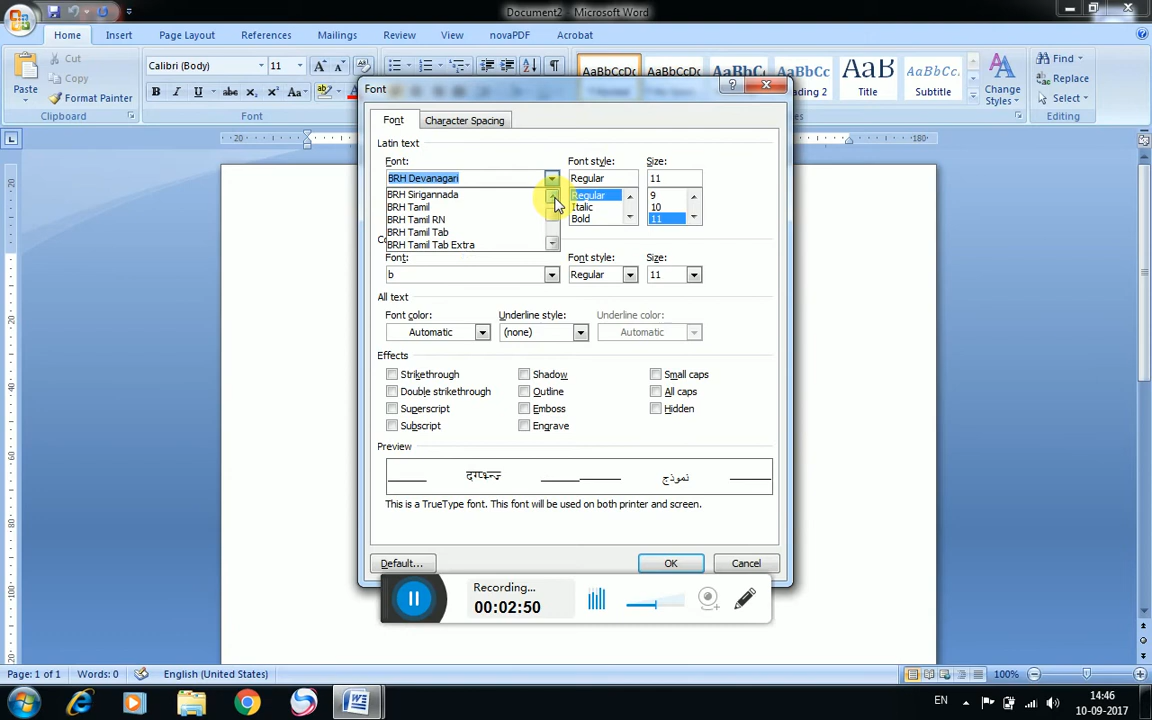 Document2 - Microsoft Word
Home Insert Page Layout References Mailings Review View novaPDF Acrobat
Paste
Cut
Copy
Format Painter
Clipboard
Calibri (Body) 11
Font
AaBbCcDc AaBbCcDc AaBbCc AaBbCc AaB AaBbCc.
Title Subtitle
Change
Styles
Find
Replace
Select
Editing
Font
Font Character Spacing
Latin text
Font: Font style: Size:
BRH Devanagari Regular 11
BRH Sirigannada
BRH Tamil
BRH Tamil RN
BRH Tamil Tab
BRH Tamil Tab Extra
Regular
Italic
Bold
9
10
11
Font: Font style: Size:
b Regular 11
All text
Font color: Underline style: Underline color:
Automatic (none) Automatic
Effects
Strikethrough Shadow Small caps
Double strikethrough Outline All caps
Superscript Emboss Hidden
Subscript Engrave
Preview
نموذج
This is a TrueType font. This font will be used on both printer and screen.
Default... OK Cancel
Recording...
00:02:50
Page: 1 of 1 Words: 0 English (United States) 100%
EN 14:46
10-09-2017